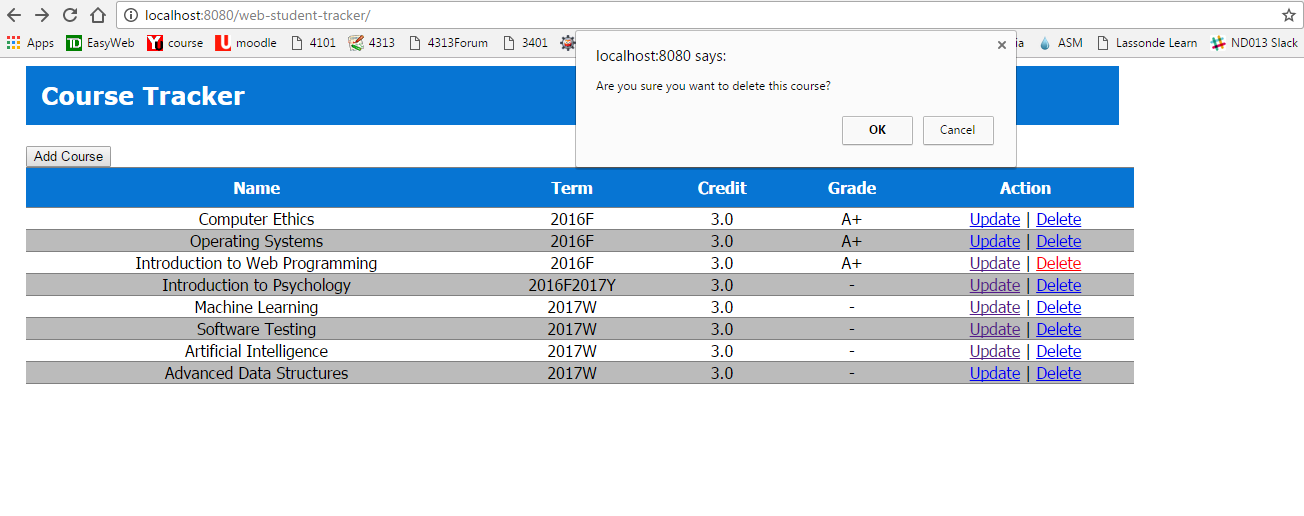 localhost:8080/web-student-tracker/
Apps EasyWeb course moodle 4101 4313 4313Forum 3401 ASM Lassonde Learn ND013 Slack
localhost:8080 says:
Are you sure you want to delete this course?
OK Cancel
Course Tracker
Add Course
Name Term Credit Grade Action
Computer Ethics 2016F 3.0 A+ Update | Delete
Operating Systems 2016F 3.0 A+ Update | Delete
Introduction to Web Programming 2016F 3.0 A+ Update | Delete
Introduction to Psychology 2016F2017Y 3.0 - Update | Delete
Machine Learning 2017W 3.0 - Update | Delete
Software Testing 2017W 3.0 - Update | Delete
Artificial Intelligence 2017W 3.0 - Update | Delete
Advanced Data Structures 2017W 3.0 - Update | Delete